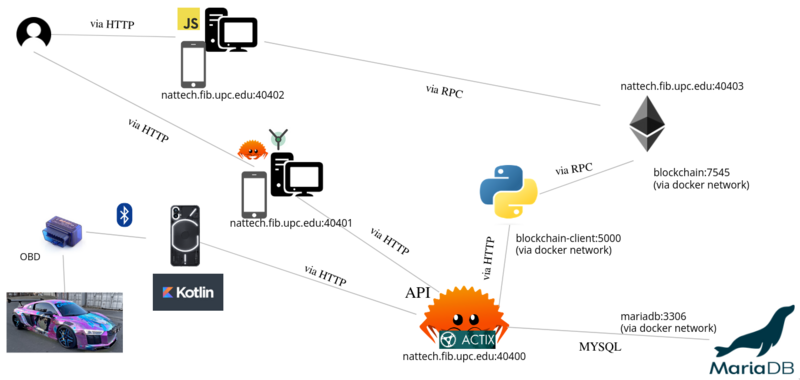 via HTTP
JS
nattech.fib.upc.edu:40402
via RPC
nattech.fib.upc.edu:40403
via HTTP
via RPC
blockchain:7545
(via docker network)
nattech.fib.upc.edu:40401
blockchain-client:5000
(via docker network)
via HTTP
via HTTP
OBD
via HTTP
Kotlin
API
ACTIX
nattech.fib.upc.edu:40400
mariadb:3306
(via docker network)
MYSQL
MariaDB